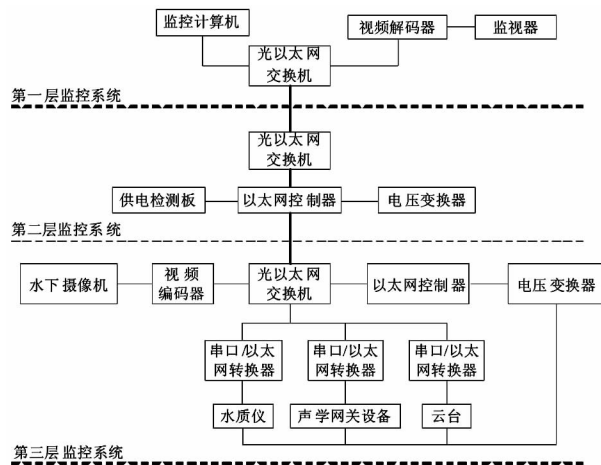 监控计算机
视频解码器
监视器
光以太网
交换机
第一层监控系统
光以太网
交换机
供电检测板
以太网控制器
电压变换器
第二层监控系统
水下摄像机
视频
编码器
光以太网
交换机
以太网控制器
电压变换器
串口/以太
网转换器
串口/以太
网转换器
串口/以太
网转换器
水质仪
声学网关设备
云台
第三层监控系统